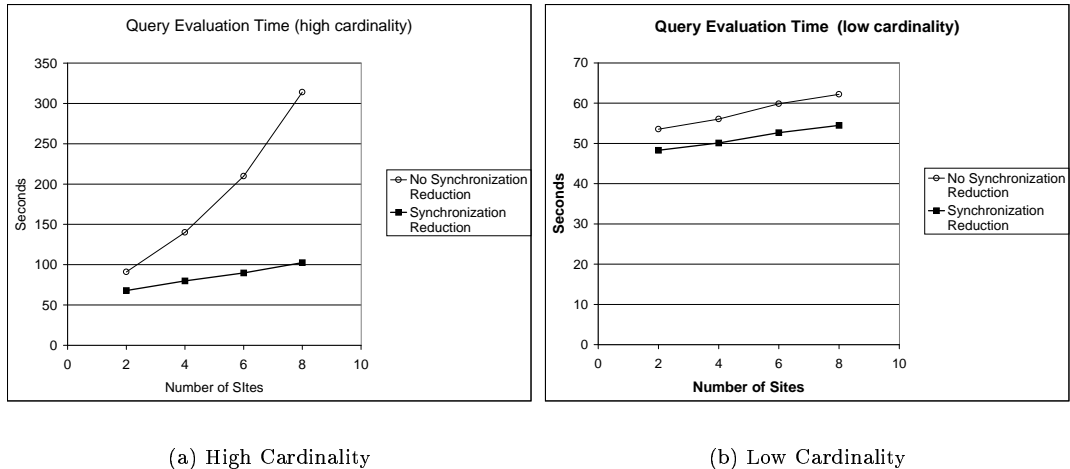 Query Evaluation Time (high cardinality)
350
300
250
200
150
100
50
0
Seconds
0 2 4 6 8 10
Number of SItes
No Synchronization
Reduction
Synchronization
Reduction
(a) High Cardinality
Query Evaluation Time (low cardinality)
70
60
50
40
30
20
10
0
Seconds
0 2 4 6 8 10
Number of Sites
No Synchronization
Reduction
Synchronization
Reduction
(b) Low Cardinality